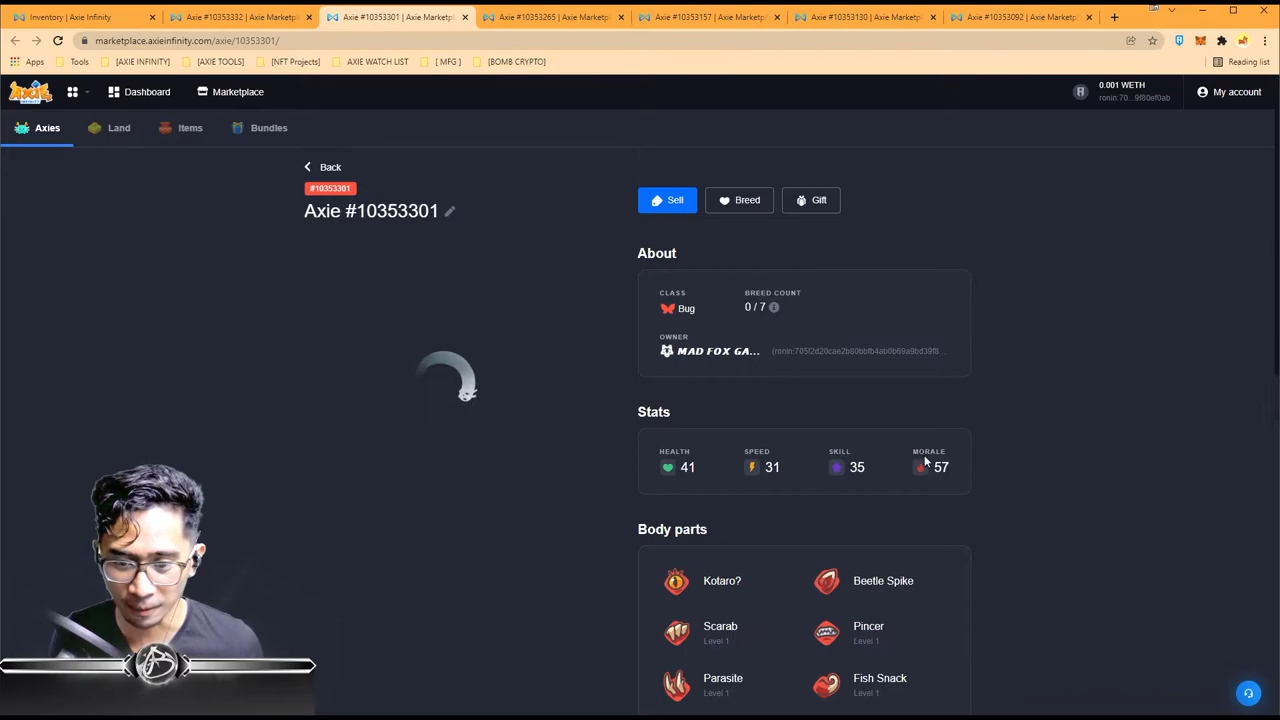 Inventory | Axie Infinity
Axie #10353332 | Axie Marketpl
Axie #10353301 | Axie Marketpl
Axie #10353265 | Axie Marketpl
Axie #10353157 | Axie Marketpl
Axie #10353130 | Axie Marketpl
Axie #10353092 | Axie Marketpl
marketplace.axieinfinity.com/axie/10353301/
Apps
Tools
[AXIE INFINITY]
[AXIE TOOLS]
[NFT Projects]
AXIE WATCH LIST
[ MFG ]
[BOMB CRYPTO]
Reading list
Dashboard
Marketplace
0.001 WETH
ronin:70...9f80ef0ab
My account
Axies
Land
Items
Bundles
Back
#10353301
Axie #10353301
Sell
Breed
Gift
About
CLASS
BREED COUNT
Bug
0 / 7
OWNER
MAD FOX GA...
Stats
HEALTH
SPEED
SKILL
MORALE
41
31
35
57
Body parts
Kotaro?
Beetle Spike
Scarab
Level 1
Pincer
Level 1
Parasite
Level 1
Fish Snack
Level 1